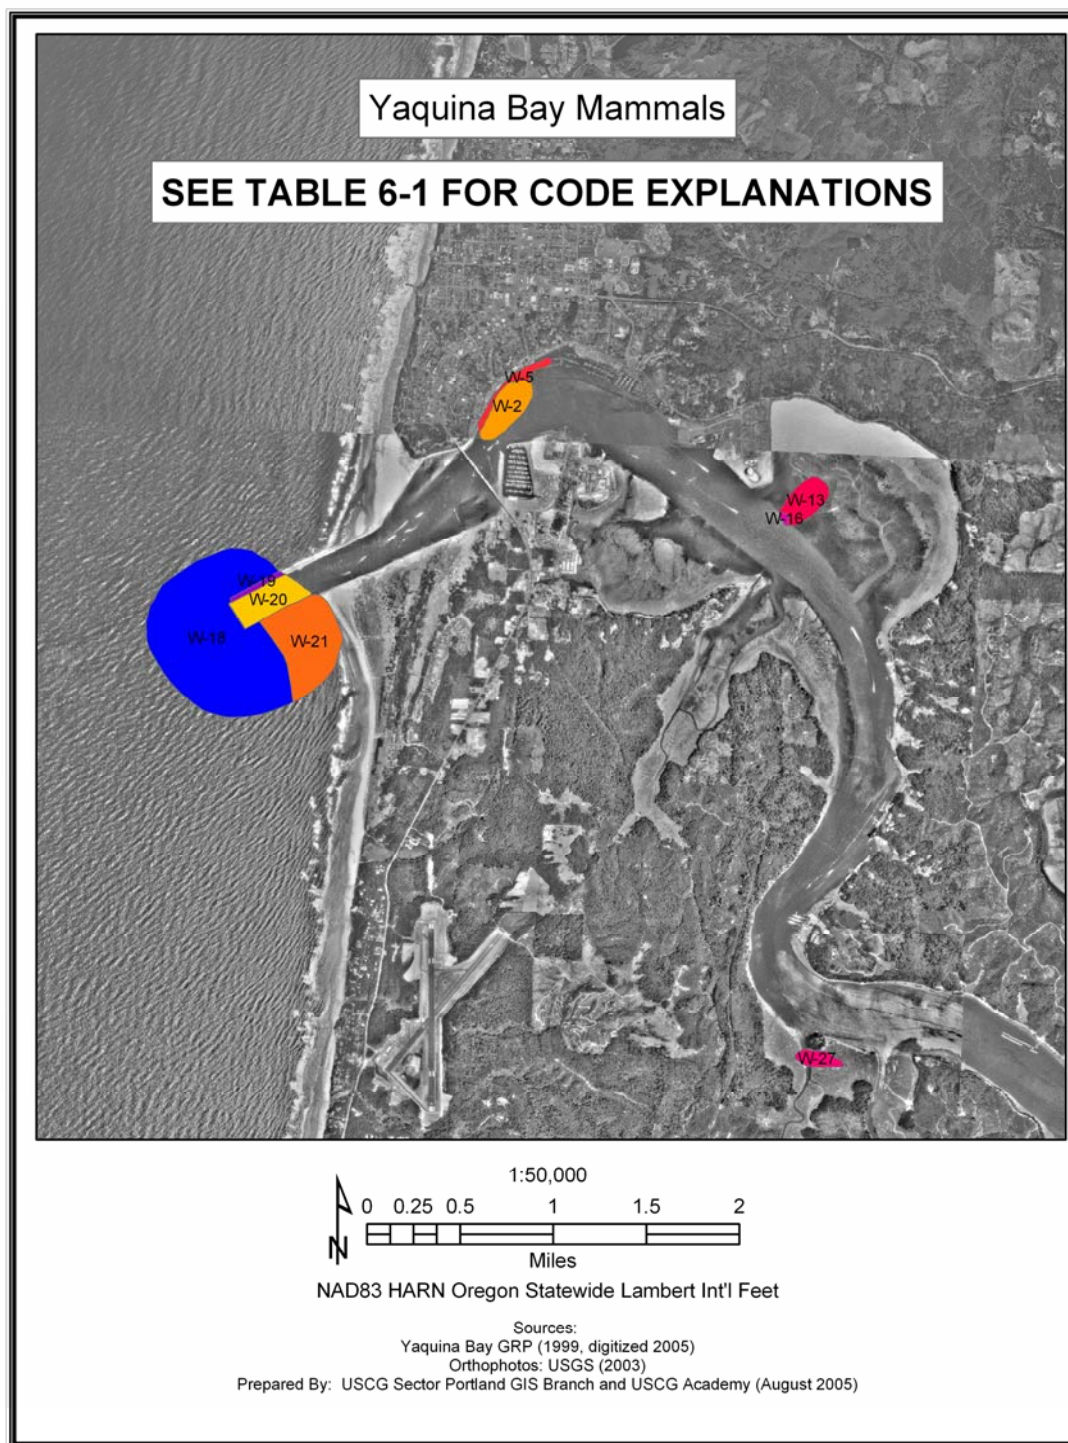 Yaquina Bay Mammals
SEE TABLE 6-1 FOR CODE EXPLANATIONS
W-5
W-2
W-13
W-16
W-19
W-20
W-18
W-21
W-27
1:50,000
0 0.25 0.5 1 1.5 2
N
Miles
NAD83 HARN Oregon Statewide Lambert Int'l Feet
Sources:
Yaquina Bay GRP (1999, digitized 2005)
Orthophotos: USGS (2003)
Prepared By: USCG Sector Portland GIS Branch and USCG Academy (August 2005)